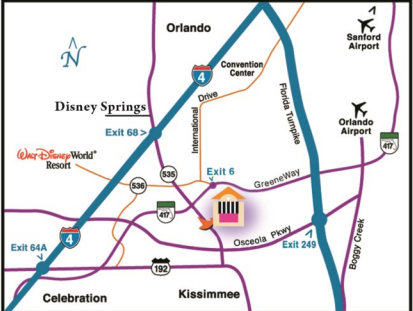 Orlando
Sanford
Airport
N
4
Convention
Center
Drive
International
Florida Turnpike
Disney Springs
Exit 68 >
Orlando
Airport
417
Walt Disney World®
Resort
536
535
Exit 6
GreeneWay
417
Osceola Pkwy
Exit 249
Boggy Creek
4
Exit 64A
192
Celebration
Kissimmee